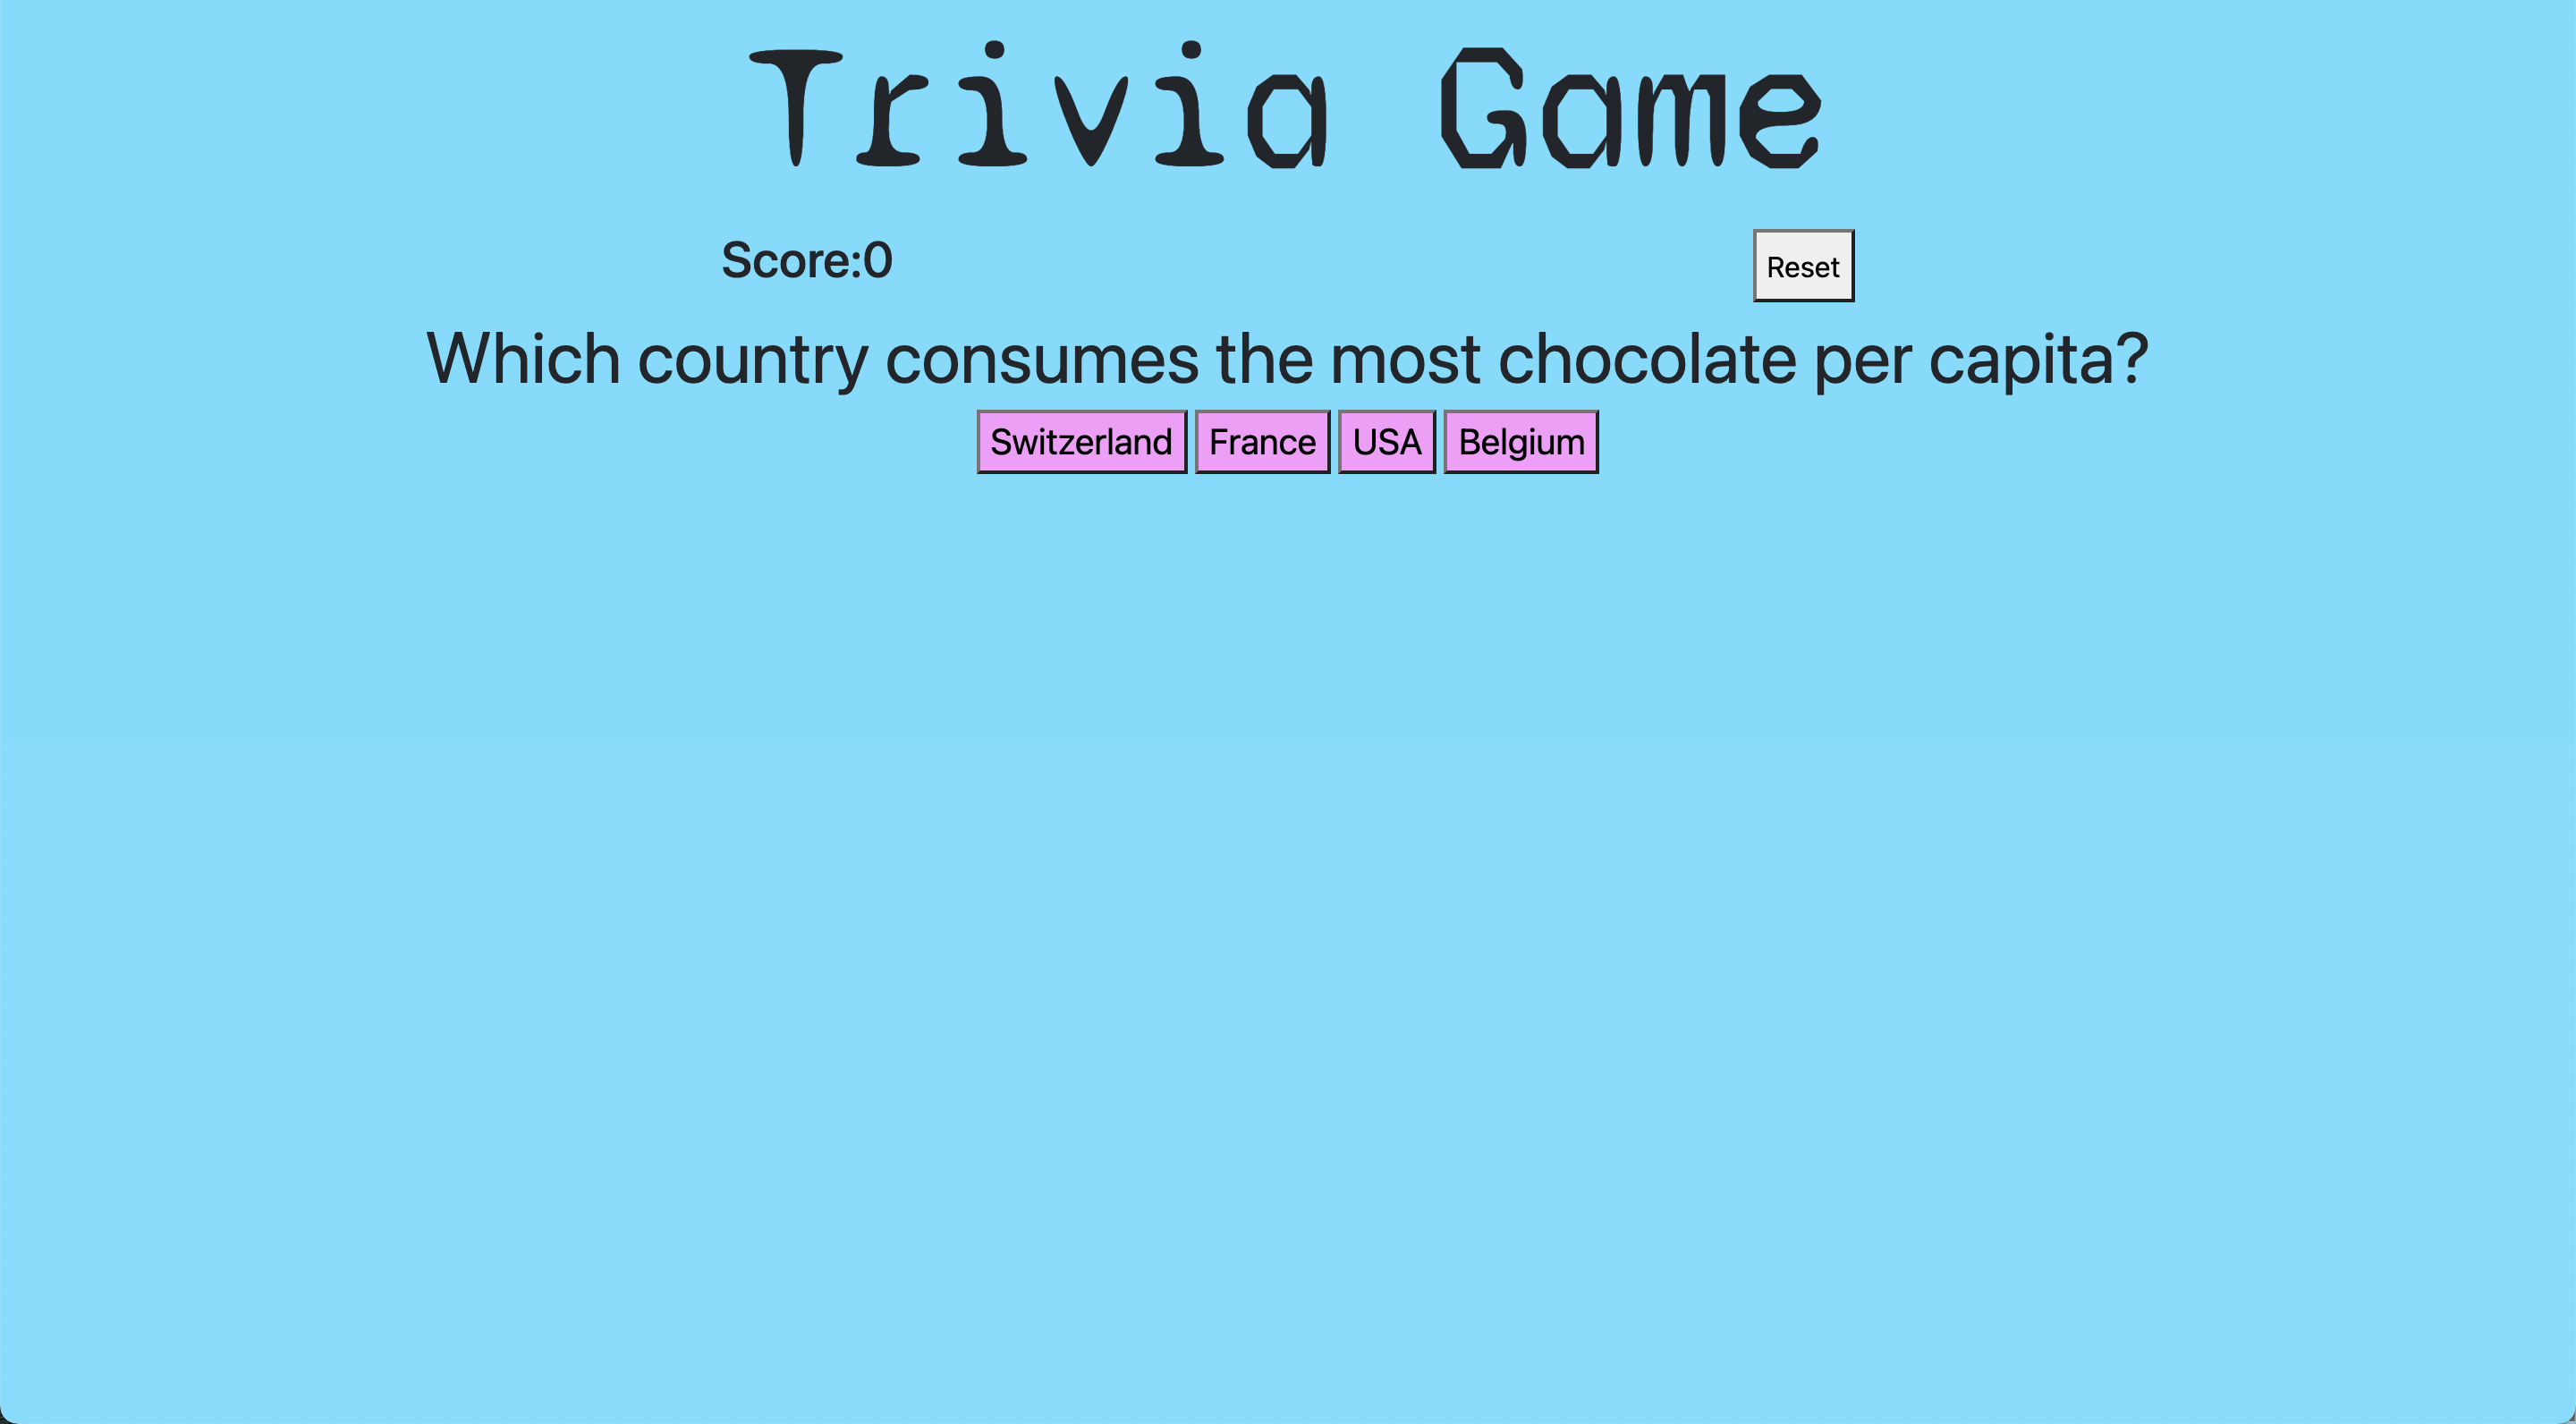 Trivia Game
Score:0
Reset
Which country consumes the most chocolate per capita?
Switzerland France USA Belgium